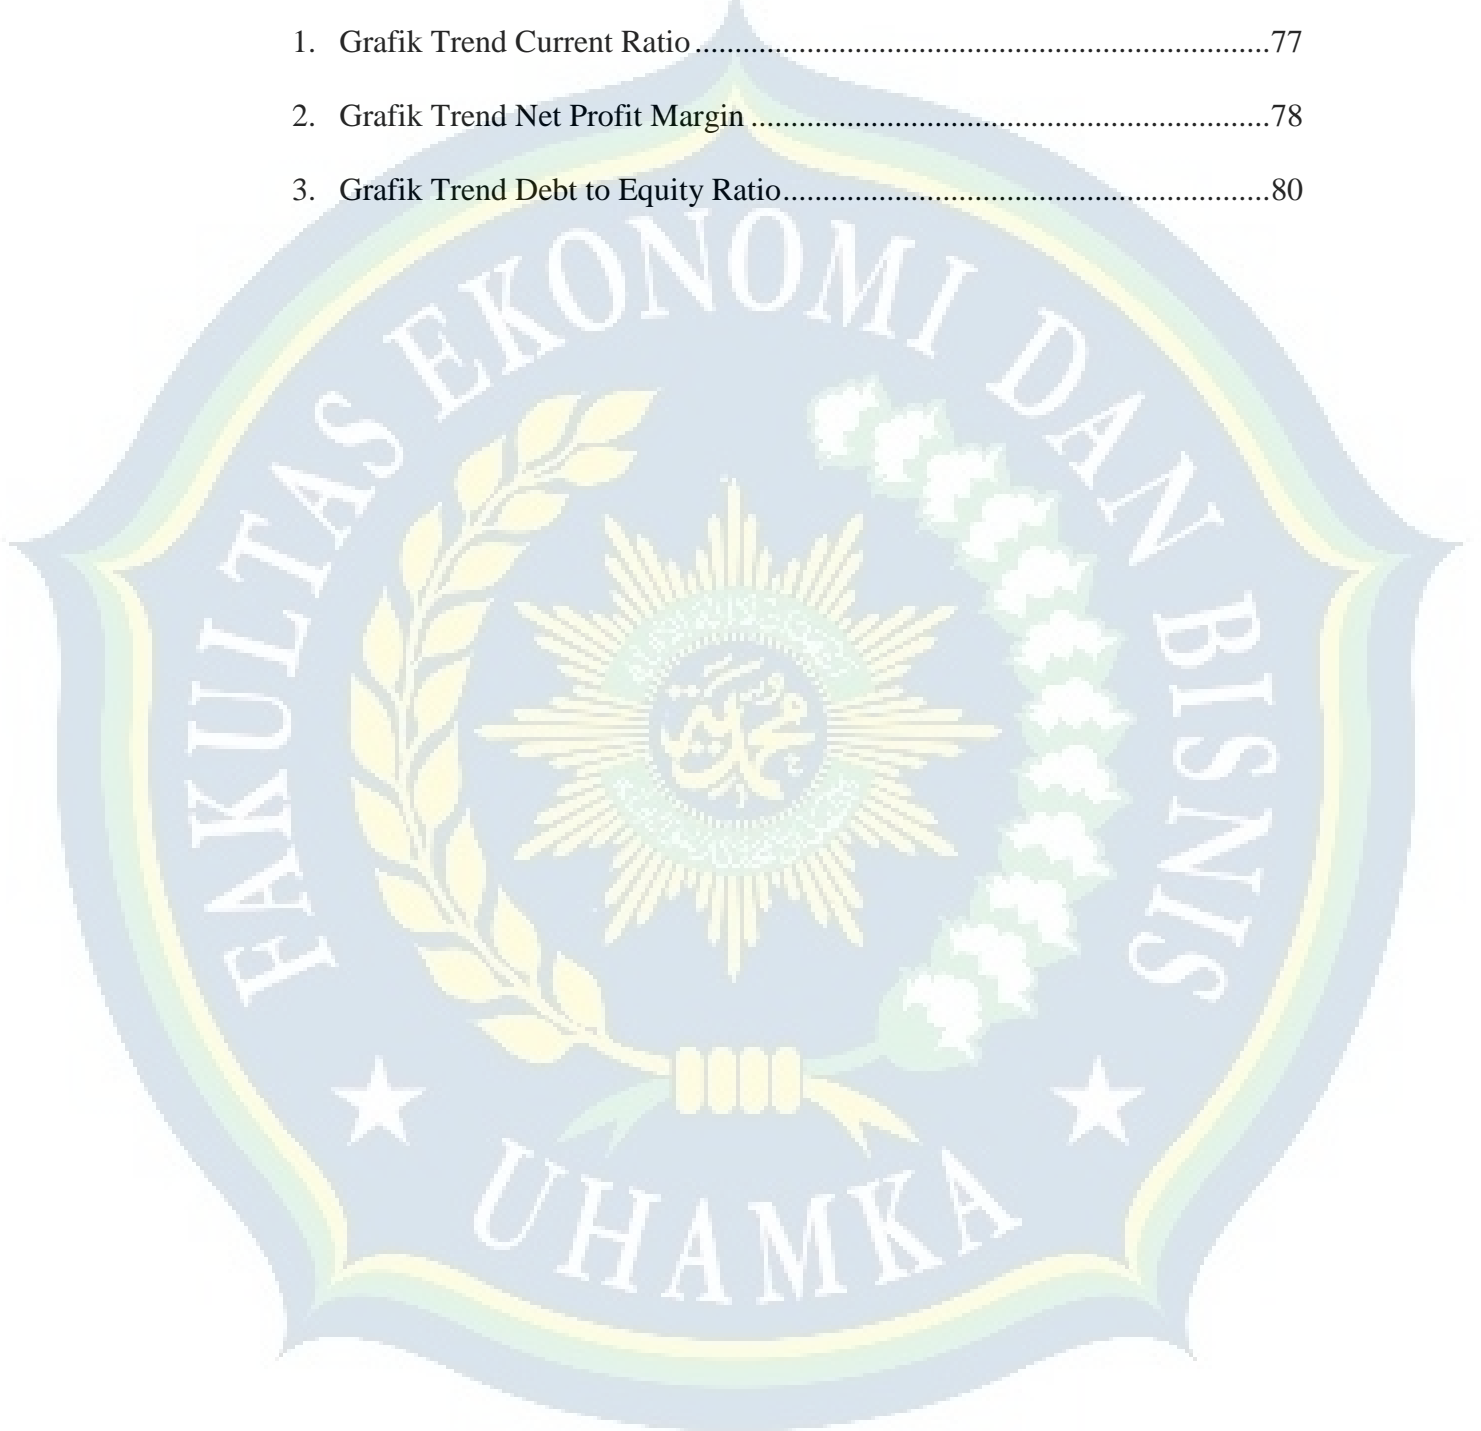 1. Grafik Trend Current Ratio....................................................................77
2. Grafik Trend Net Profit Margin ..............................................................78
3. Grafik Trend Debt to Equity Ratio..........................................................80
FAKULTAS EKONOMI DAN BISNIS
محمدية
UHAMKA